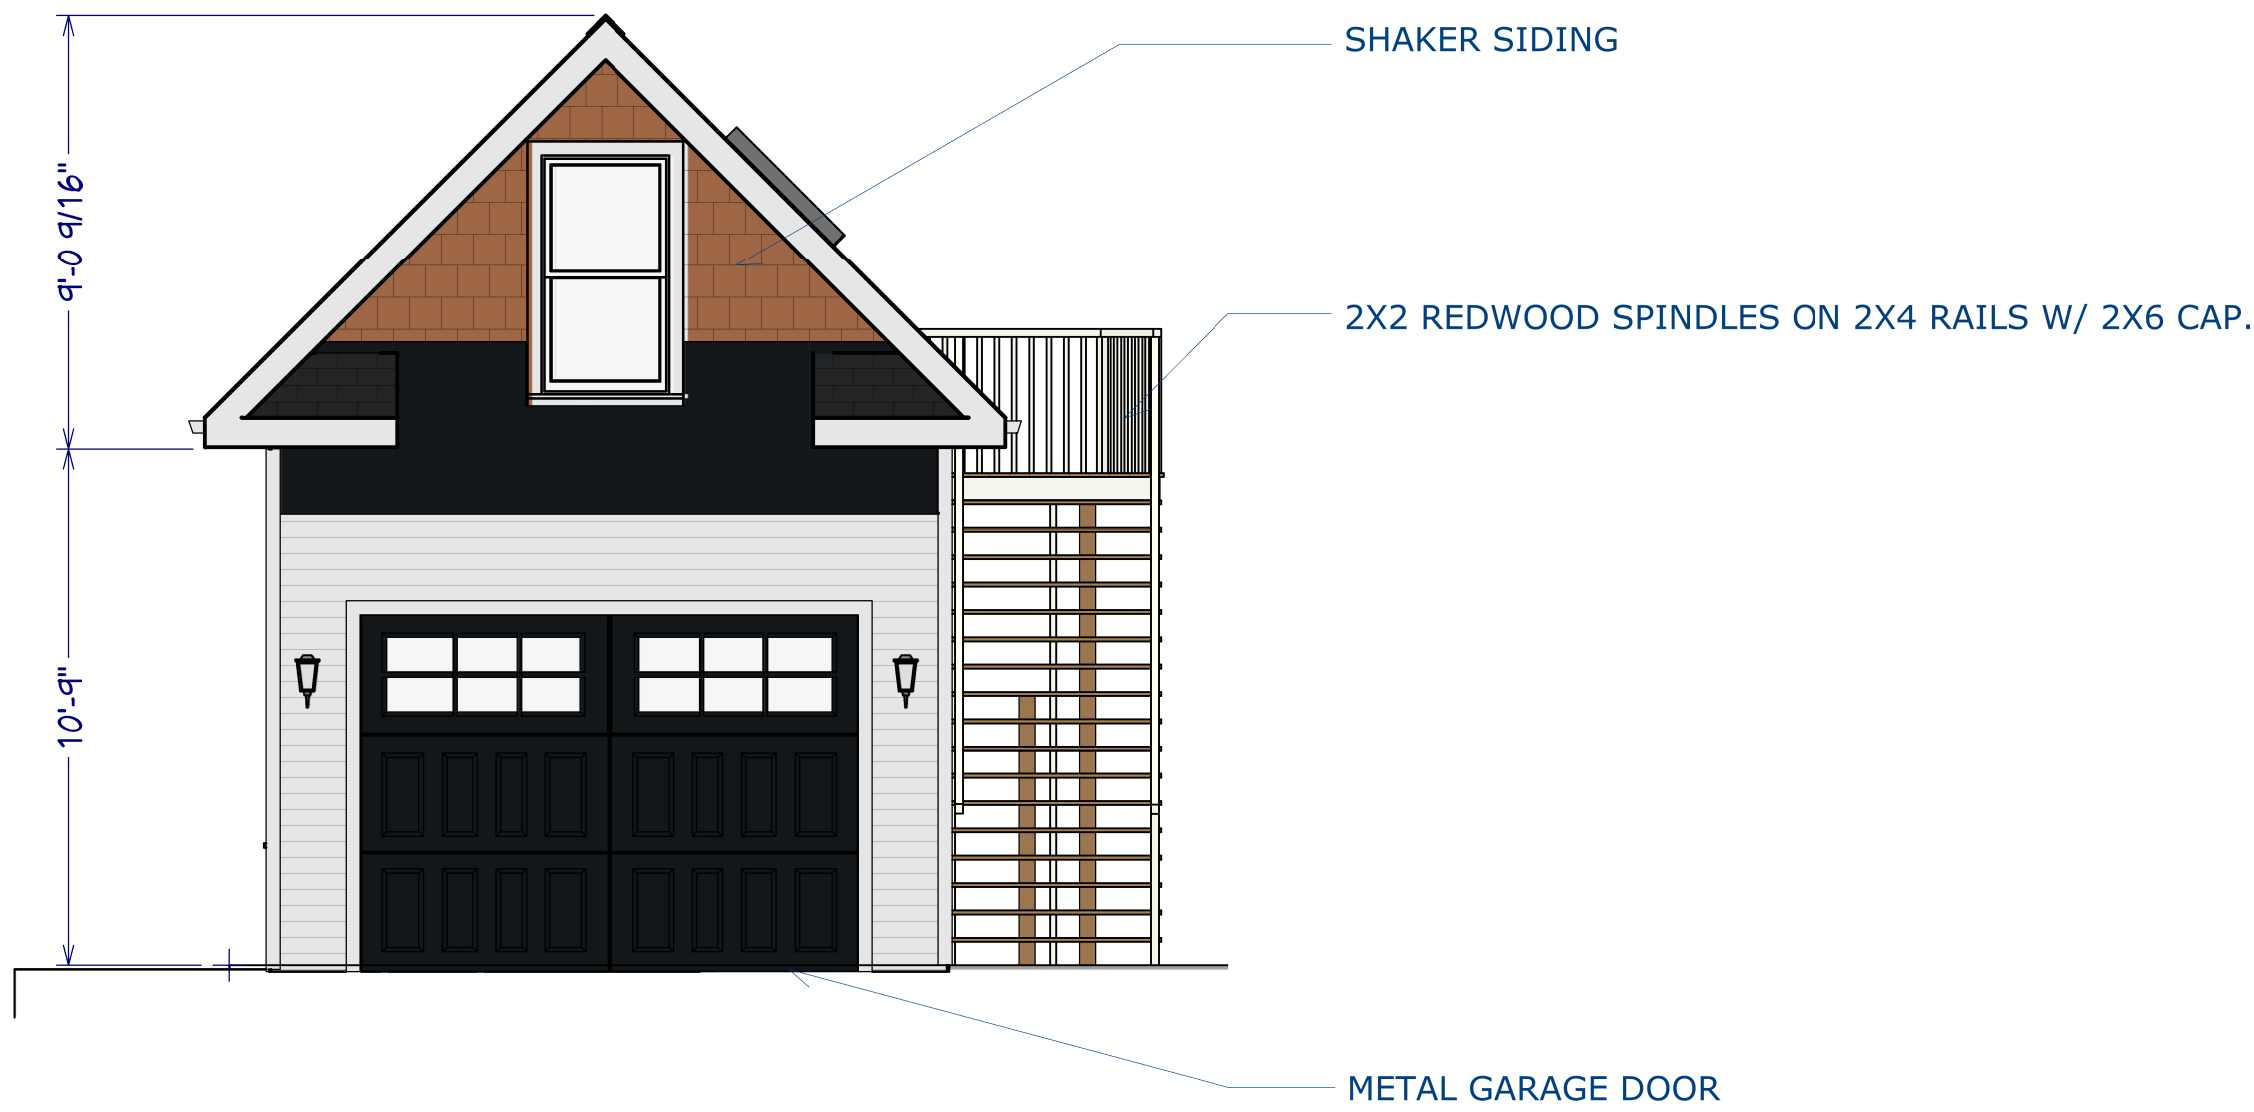 SHAKER SIDING
9'-0 9/16"
2X2 REDWOOD SPINDLES ON 2X4 RAILS W/ 2X6 CAP.
10'-9"
METAL GARAGE DOOR